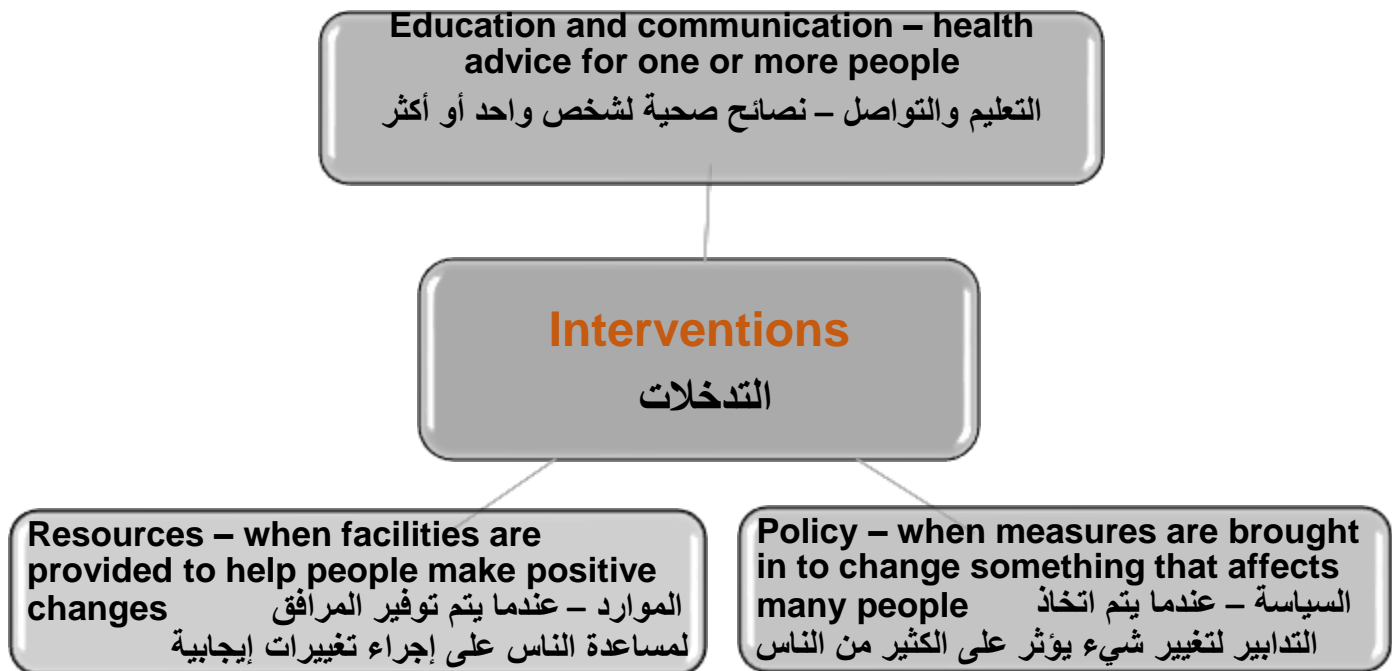 Education and communication – health
advice for one or more people
التعليم والتواصل – نصائح صحية لشخص واحد أو أكثر
Interventions
التدخلات
Resources – when facilities are
provided to help people make positive
changes الموارد – عندما يتم توفير المرافق
لمساعدة الناس على إجراء تغييرات إيجابية
Policy – when measures are brought
in to change something that affects
many people السياسة – عندما يتم اتخاذ
التدابير لتغيير شيء يؤثر على الكثير من الناس